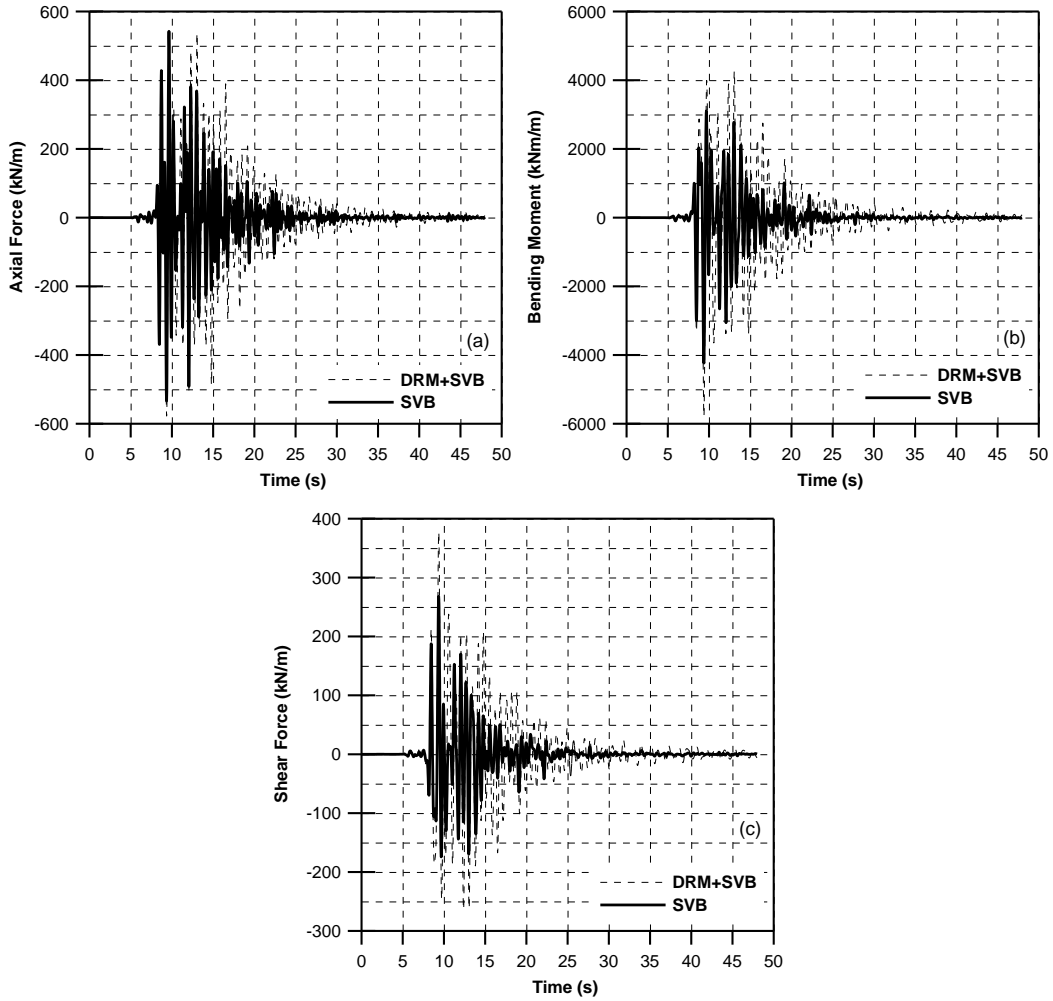 600
400
200
0
-200
-400
-600
Axial Force (kN/m)
0 5 10 15 20 25 30 35 40 45 50
Time (s)
(a)
DRM+SVB
SVB
6000
4000
2000
0
-2000
-4000
-6000
Bending Moment (kNm/m)
0 5 10 15 20 25 30 35 40 45 50
Time (s)
(b)
DRM+SVB
SVB
400
300
200
100
0
-100
-200
-300
Shear Force (kN/m)
0 5 10 15 20 25 30 35 40 45 50
Time (s)
(c)
DRM+SVB
SVB